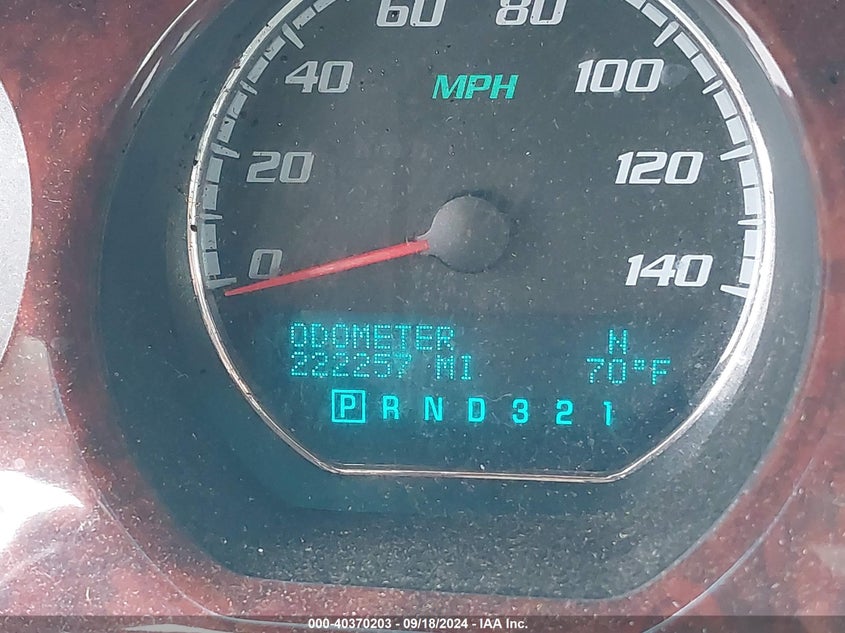 60 80
40 MPH 100
20 120
0 140
ODOMETER N
222257 MI 70°F
P R N D 3 2 1
000-40370203 - 09/18/2024 - IAA Inc.